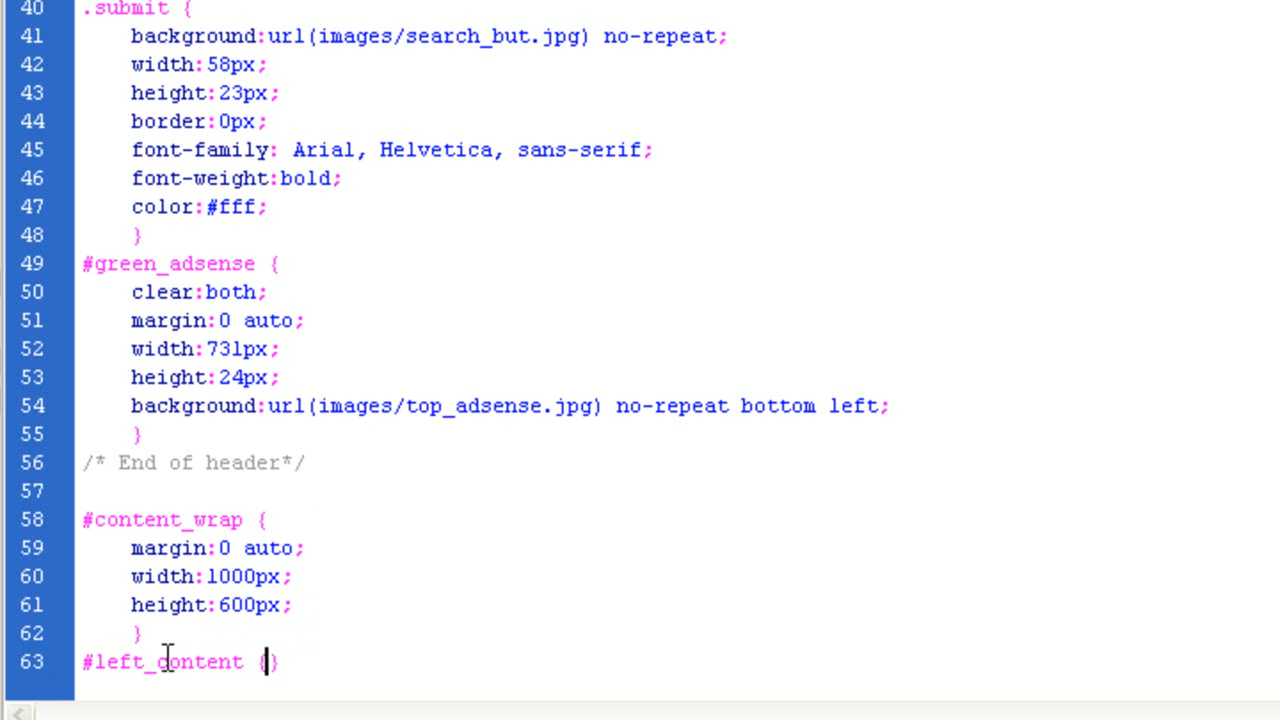 40 .submit {
41 background:url(images/search_but.jpg) no-repeat;
42 width:58px;
43 height:23px;
44 border:0px;
45 font-family: Arial, Helvetica, sans-serif;
46 font-weight:bold;
47 color:#fff;
48 }
49 #green_adsense {
50 clear:both;
51 margin:0 auto;
52 width:731px;
53 height:24px;
54 background:url(images/top_adsense.jpg) no-repeat bottom left;
55 }
56 /* End of header*/
57
58 #content_wrap {
59 margin:0 auto;
60 width:1000px;
61 height:600px;
62 }
63 #left_content {}